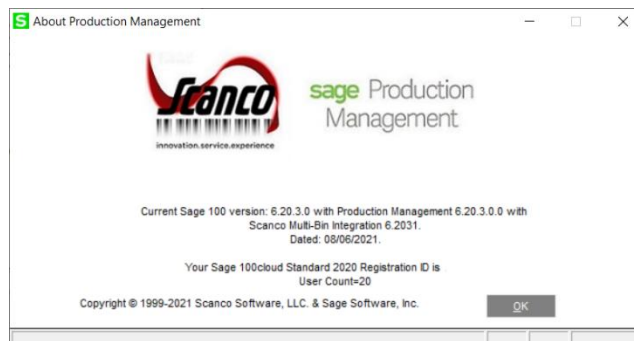 S About Production Management
Scanco
innovation.service.experience
sage Production
Management
Current Sage 100 version: 6.20.3.0 with Production Management 6.20.3.0.0 with
Scanco Multi-Bin Integration 6.2031.
Dated: 08/06/2021.
Your Sage 100cloud Standard 2020 Registration ID is
User Count=20
Copyright © 1999-2021 Scanco Software, LLC. & Sage Software, Inc.
OK